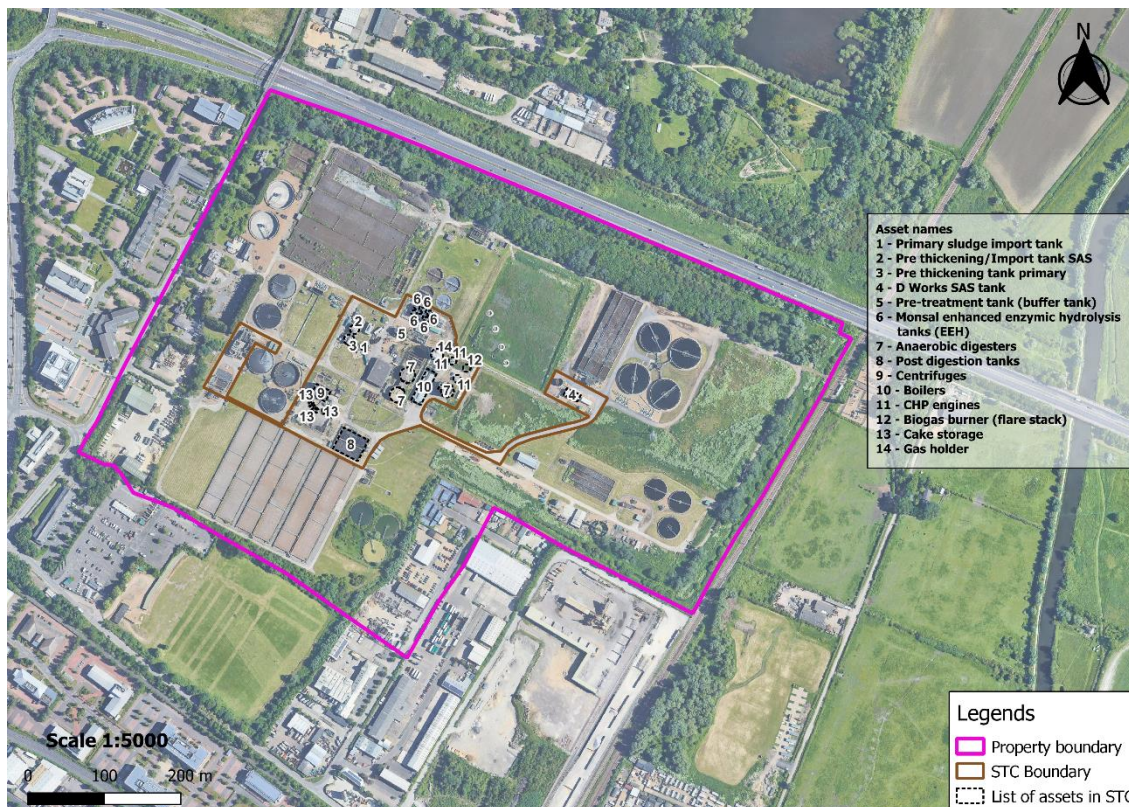 N
Asset names
1 - Primary sludge import tank
2 - Pre thickening/Import tank SAS
3 - Pre thickening tank primary
4 - D Works SAS tank
5 - Pre-treatment tank (buffer tank)
6 - Monsal enhanced enzymic hydrolysis
tanks (EEH)
7 - Anaerobic digesters
8 - Post digestion tanks
9 - Centrifuges
10 - Boilers
11 - CHP engines
12 - Biogas burner (flare stack)
13 - Cake storage
14 - Gas holder
6 6
6 6
6
2
5
3 1
14 11
11 12
7
4
13 9
10 11
7
7
13 13
8
Legends
Property boundary
STC Boundary
List of assets in STC
Scale 1:5000
0 100 200 m